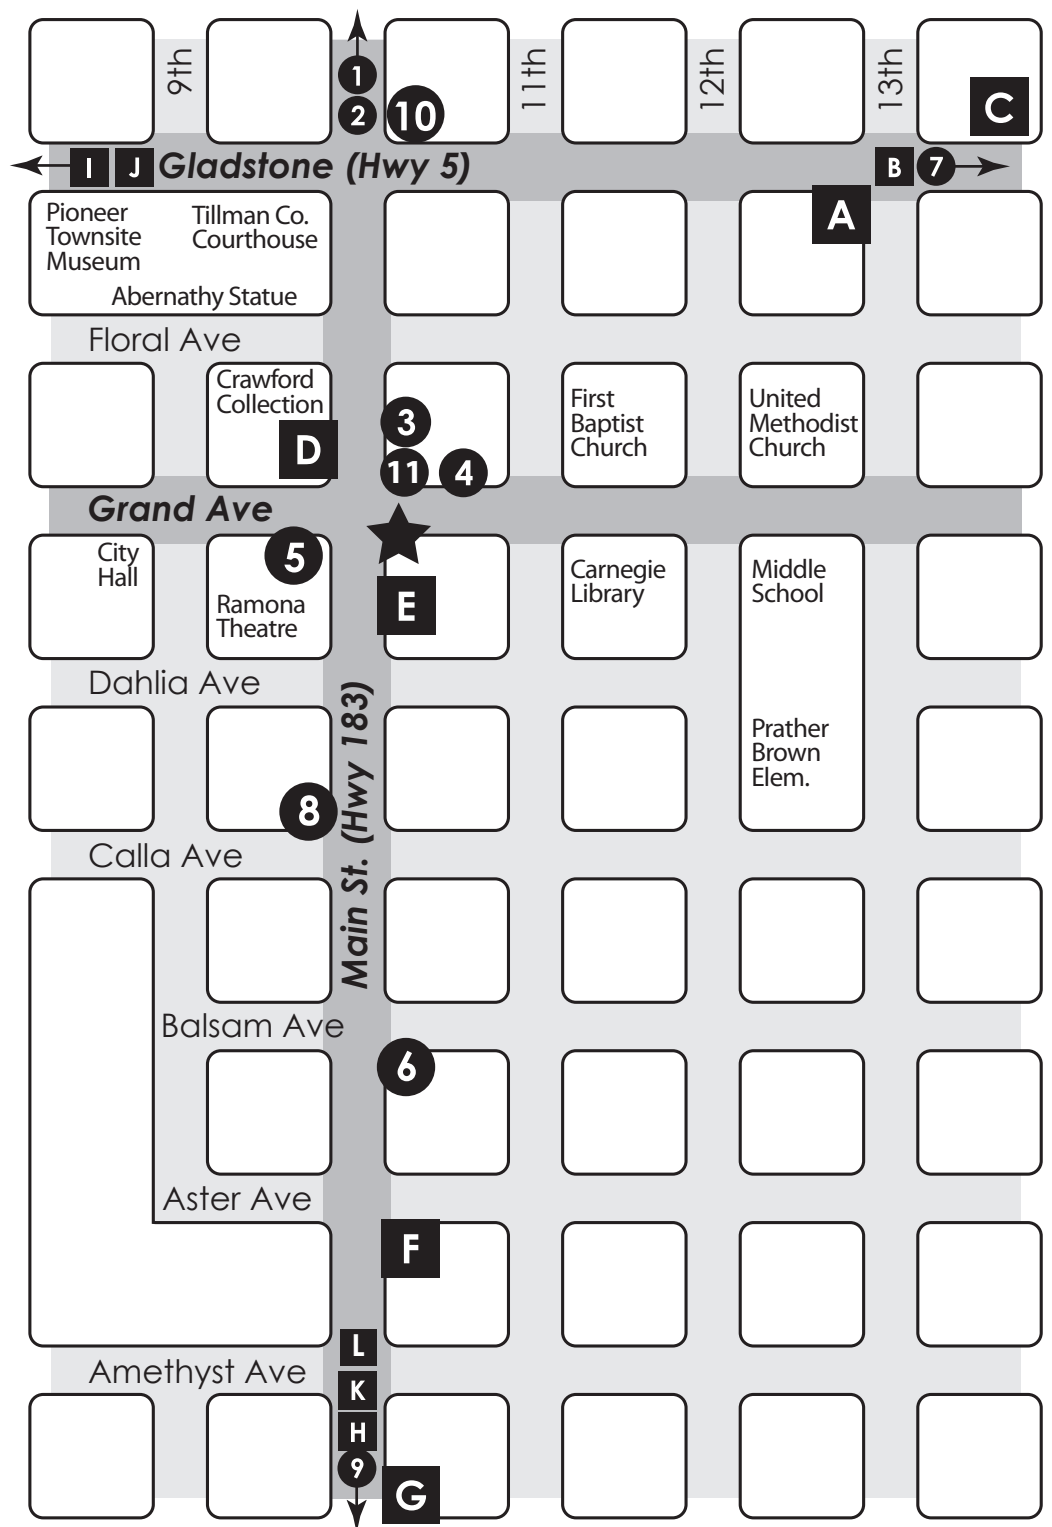 9th
11th
12th
13th
1
2
10
C
I
J
Gladstone (Hwy 5)
B
7
Pioneer
Townsite
Museum
Tillman Co.
Courthouse
Abernathy Statue
A
Floral Ave
Crawford
Collection
D
3
11
4
First
Baptist
Church
United
Methodist
Church
Grand Ave
City
Hall
5
Ramona
Theatre
E
Carnegie
Library
Middle
School
Dahlia Ave
Main St. (Hwy 183)
Prather
Brown
Elem.
8
Calla Ave
Balsam Ave
6
Aster Ave
F
L
Amethyst Ave
K
H
9
G